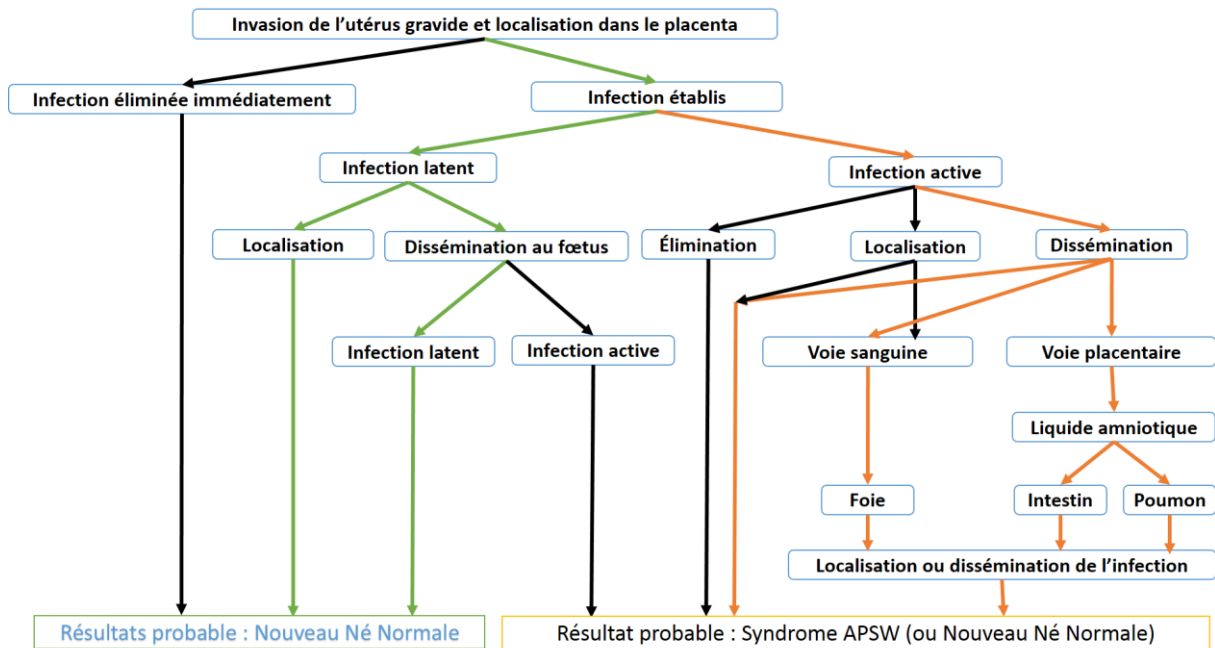 Invasion de l’utérus gravide et localisation dans le placenta
Infection éliminée immédiatement
Infection établis
Infection latent
Infection active
Localisation
Dissémination au fœtus
Élimination
Localisation
Dissémination
Infection latent
Infection active
Voie sanguine
Voie placentaire
Liquide amniotique
Foie
Intestin
Poumon
Localisation ou dissémination de l’infection
Résultats probable : Nouveau Né Normale
Résultat probable : Syndrome APSW (ou Nouveau Né Normale)